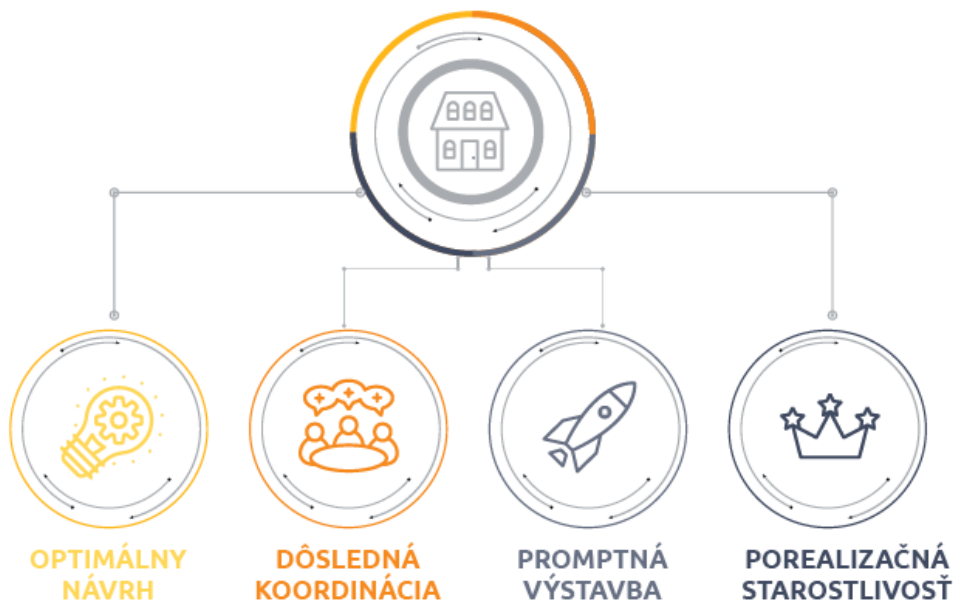 OPTIMÁLNY
NÁVRH
DÔSLEDNÁ
KOORDINÁCIA
PROMPTNÁ
VÝSTAVBA
POREALIZAČNÁ
STAROSTLIVOSŤ